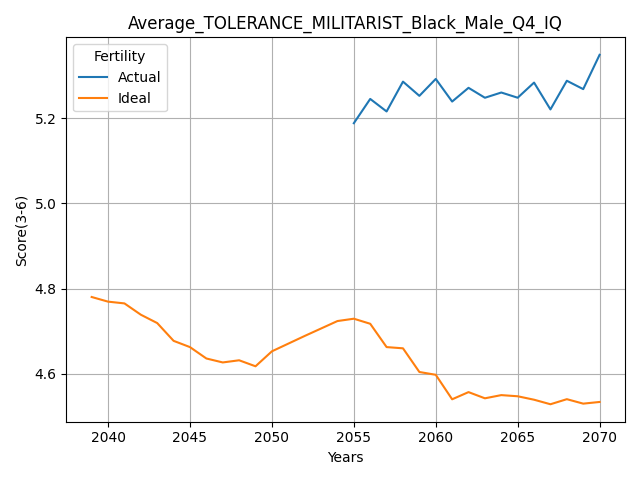 Average_TOLERANCE_MILITARIST_Black_Male_Q4_IQ
Fertility
Actual
Ideal
Score(3-6)
5.2
5.0
4.8
4.6
2040 2045 2050 2055 2060 2065 2070
Years